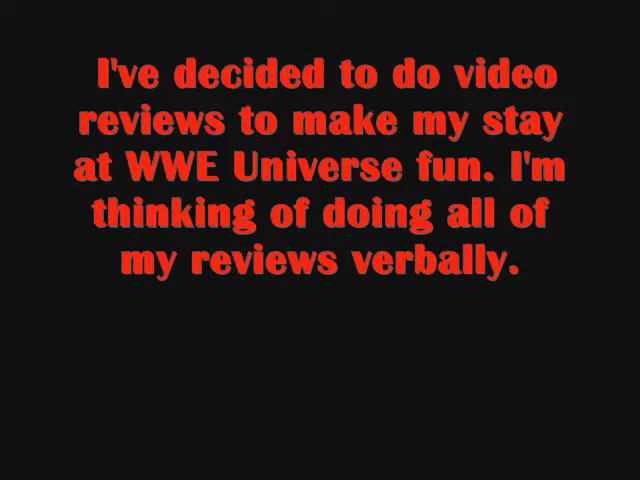 I've decided to do video
reviews to make my stay
at WWE Universe fun. I'm
thinking of doing all of
my reviews verbally.